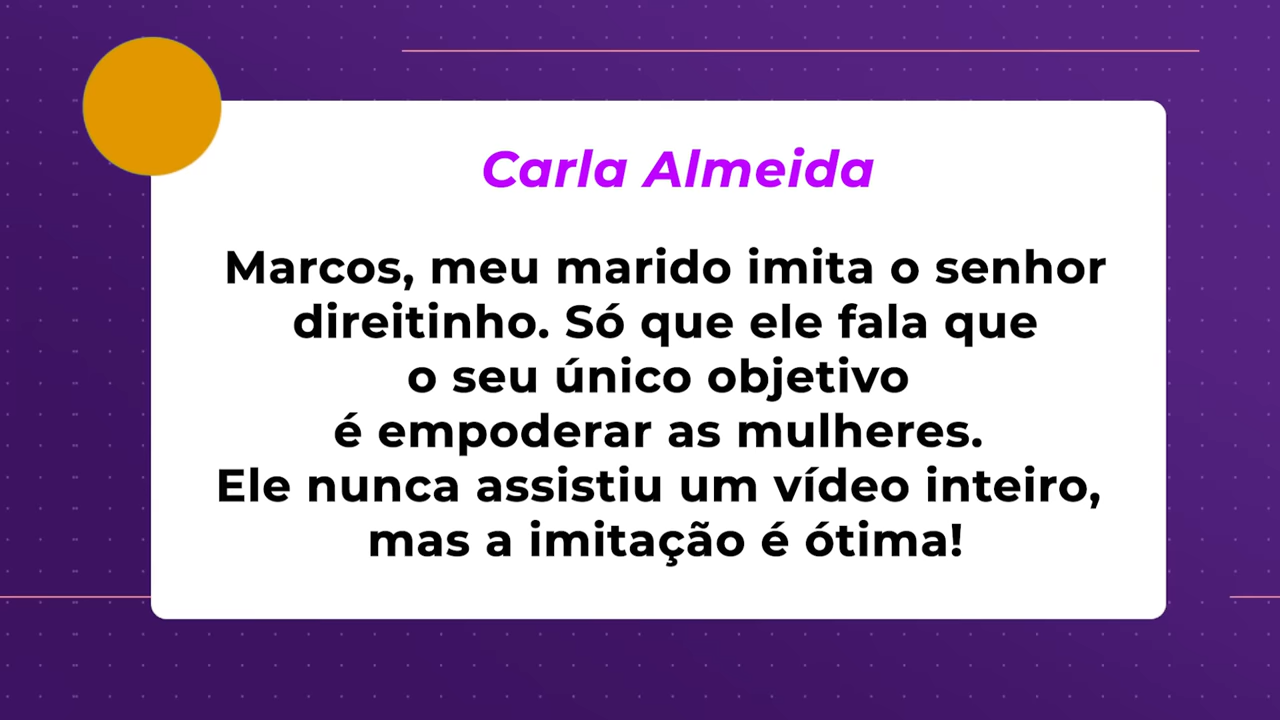 Carla Almeida
Marcos, meu marido imita o senhor
direitinho. Só que ele fala que
o seu único objetivo
é empoderar as mulheres.
Ele nunca assistiu um vídeo inteiro,
mas a imitação é ótima!